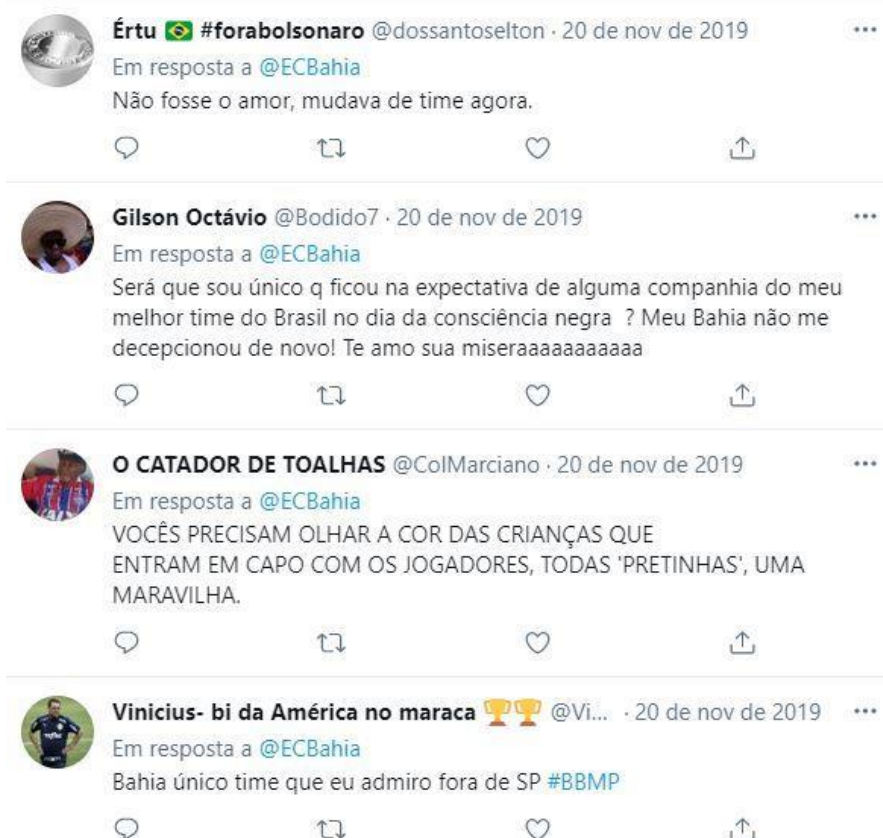 Értu 🇧🇷 #forabolsonaro @dossantoselton · 20 de nov de 2019
Em resposta a @ECBahia
Não fosse o amor, mudava de time agora.
Gilson Octávio @Bodido7 · 20 de nov de 2019
Em resposta a @ECBahia
Será que sou único q ficou na expectativa de alguma companhia do meu
melhor time do Brasil no dia da consciência negra ? Meu Bahia não me
decepcionou de novo! Te amo sua miseraaaaaaaaaaa
O CATADOR DE TOALHAS @ColMarciano · 20 de nov de 2019
Em resposta a @ECBahia
VOCÊS PRECISAM OLHAR A COR DAS CRIANÇAS QUE
ENTRAM EM CAPO COM OS JOGADORES, TODAS 'PRETINHAS', UMA
MARAVILHA.
Vinicius- bi da América no maraca 🏆🏆 @Vi... · 20 de nov de 2019
Em resposta a @ECBahia
Bahia único time que eu admiro fora de SP #BBMP